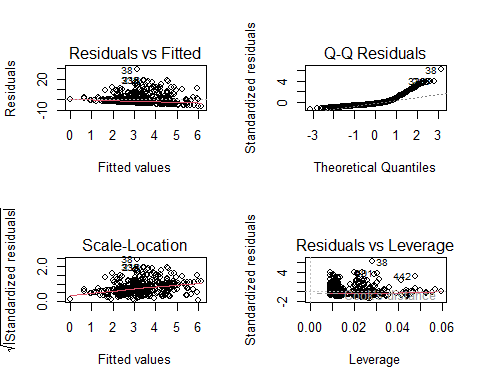 Residuals vs Fitted
Residuals
38
20
-10
0 1 2 3 4 5 6
Fitted values
Q-Q Residuals
Standardized residuals
38
4
0
-3 -2 -1 0 1 2 3
Theoretical Quantiles
Scale-Location
√|Standardized residuals|
38
2.0
0.0
0 1 2 3 4 5 6
Fitted values
Residuals vs Leverage
Standardized residuals
38
442
4
-2
0.00 0.02 0.04 0.06
Leverage